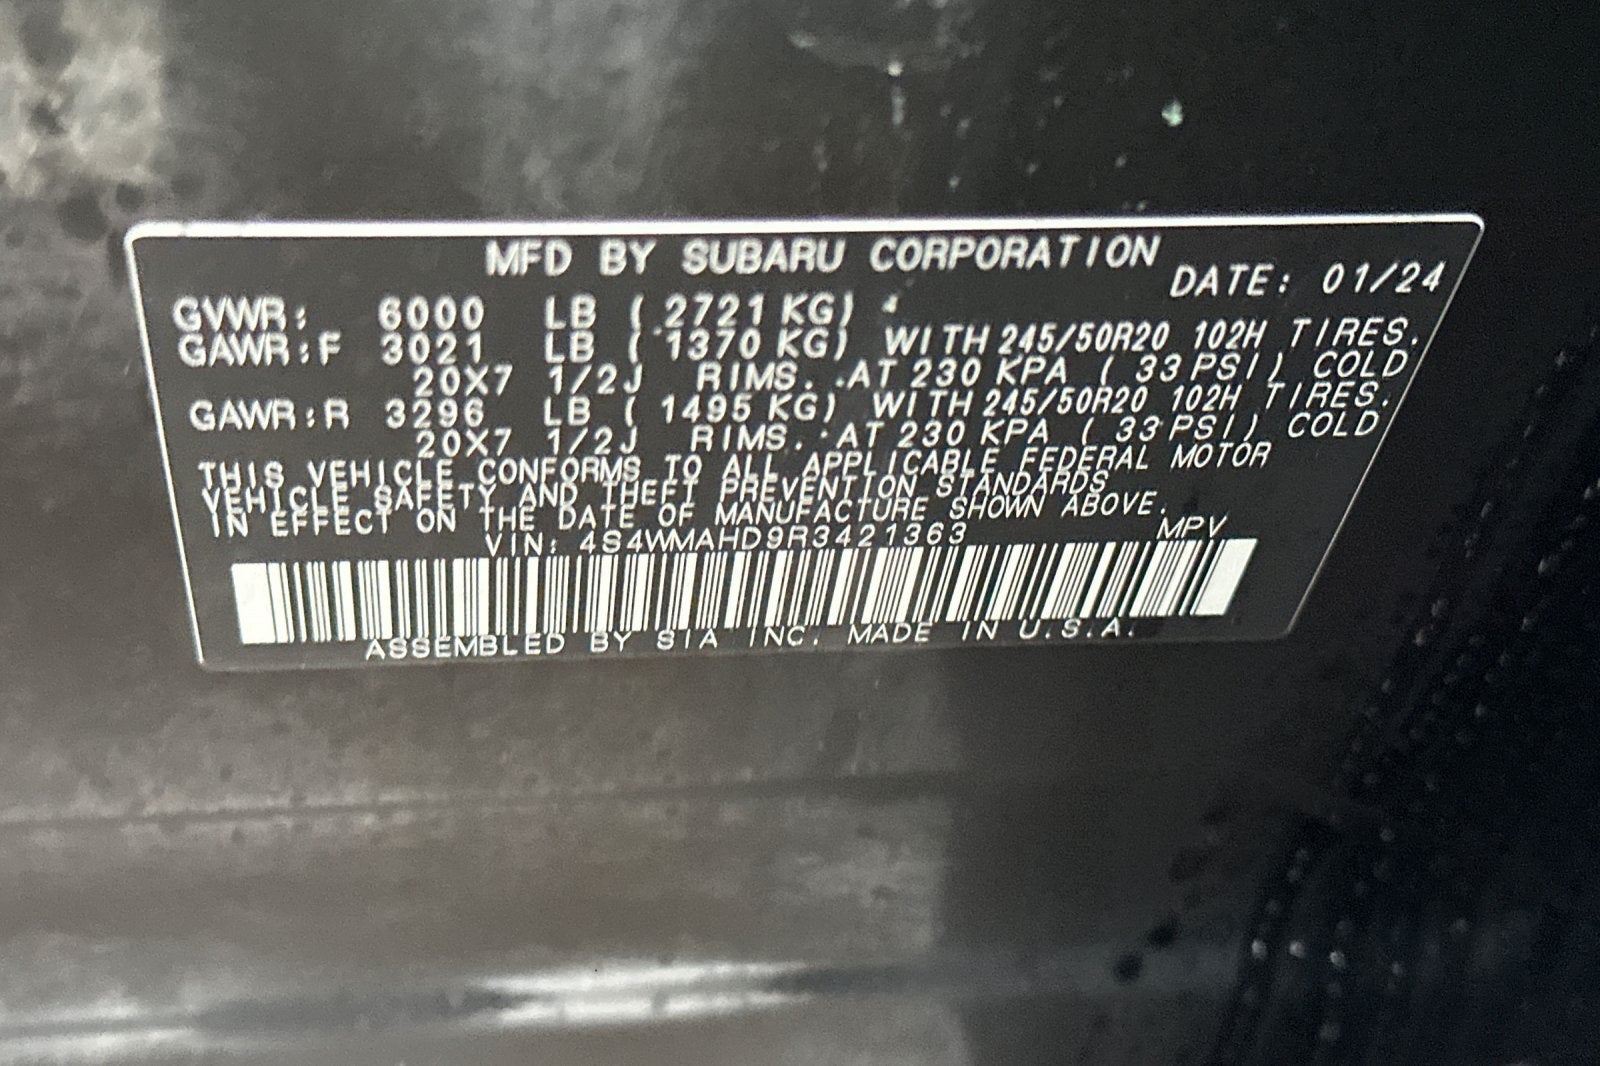 MFD BY SUBARU CORPORATION
DATE: 01/24
GVWR: 6000 LB ( 2721 KG)
GAWR:F 3021 LB ( 1370 KG) WITH 245/50R20 102H TIRES.
20X7 1/2J RIMS. AT 230 KPA ( 33 PSI) COLD
GAWR:R 3296 LB ( 1495 KG) WITH 245/50R20 102H TIRES.
20X7 1/2J RIMS. AT 230 KPA ( 33 PSI) COLD
THIS VEHICLE CONFORMS TO ALL APPLICABLE FEDERAL MOTOR
VEHICLE SAFETY AND THEFT PREVENTION STANDARDS
IN EFFECT ON THE DATE OF MANUFACTURE SHOWN ABOVE.
VIN: 4S4WMAHD9R3421363 MPV
ASSEMBLED BY SIA INC. MADE IN U.S.A.